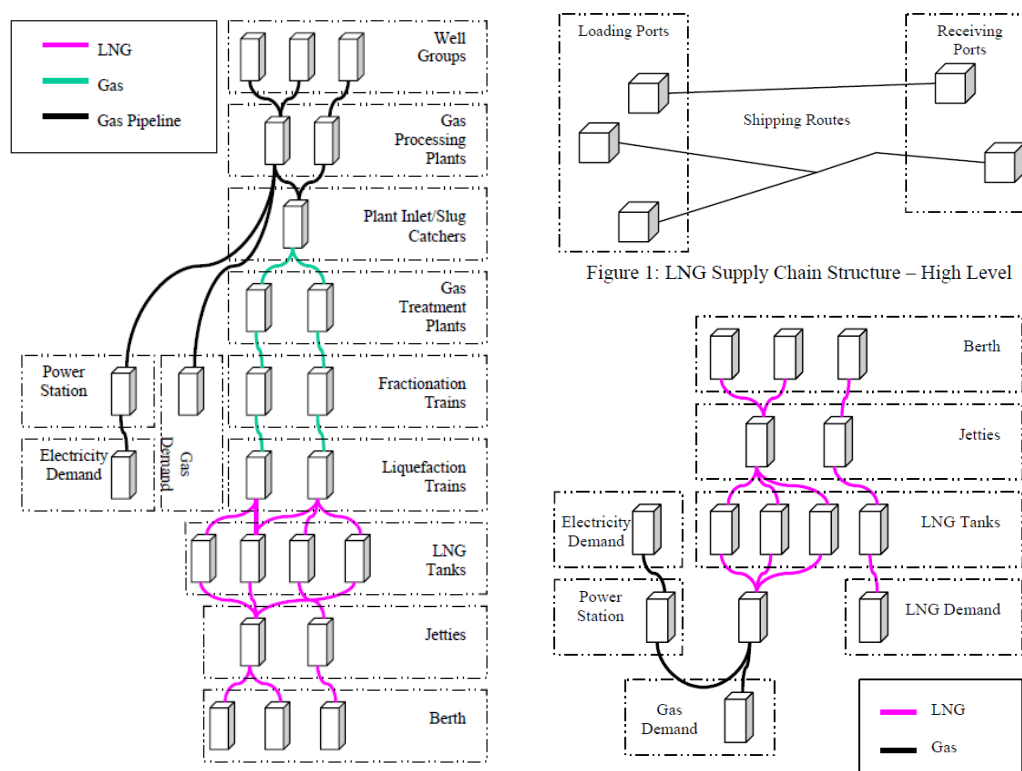 LNG
Gas
Gas Pipeline
Well
Groups
Gas
Processing
Plants
Plant Inlet/Slug
Catchers
Gas
Treatment
Plants
Power
Station
Fractionation
Trains
Electricity
Demand
Gas
Demand
Liquefaction
Trains
LNG
Tanks
Jetties
Berth
Loading Ports
Receiving
Ports
Shipping Routes
Figure 1: LNG Supply Chain Structure – High Level
Berth
Jetties
Electricity
Demand
LNG Tanks
Power
Station
LNG Demand
Gas
Demand
LNG
Gas